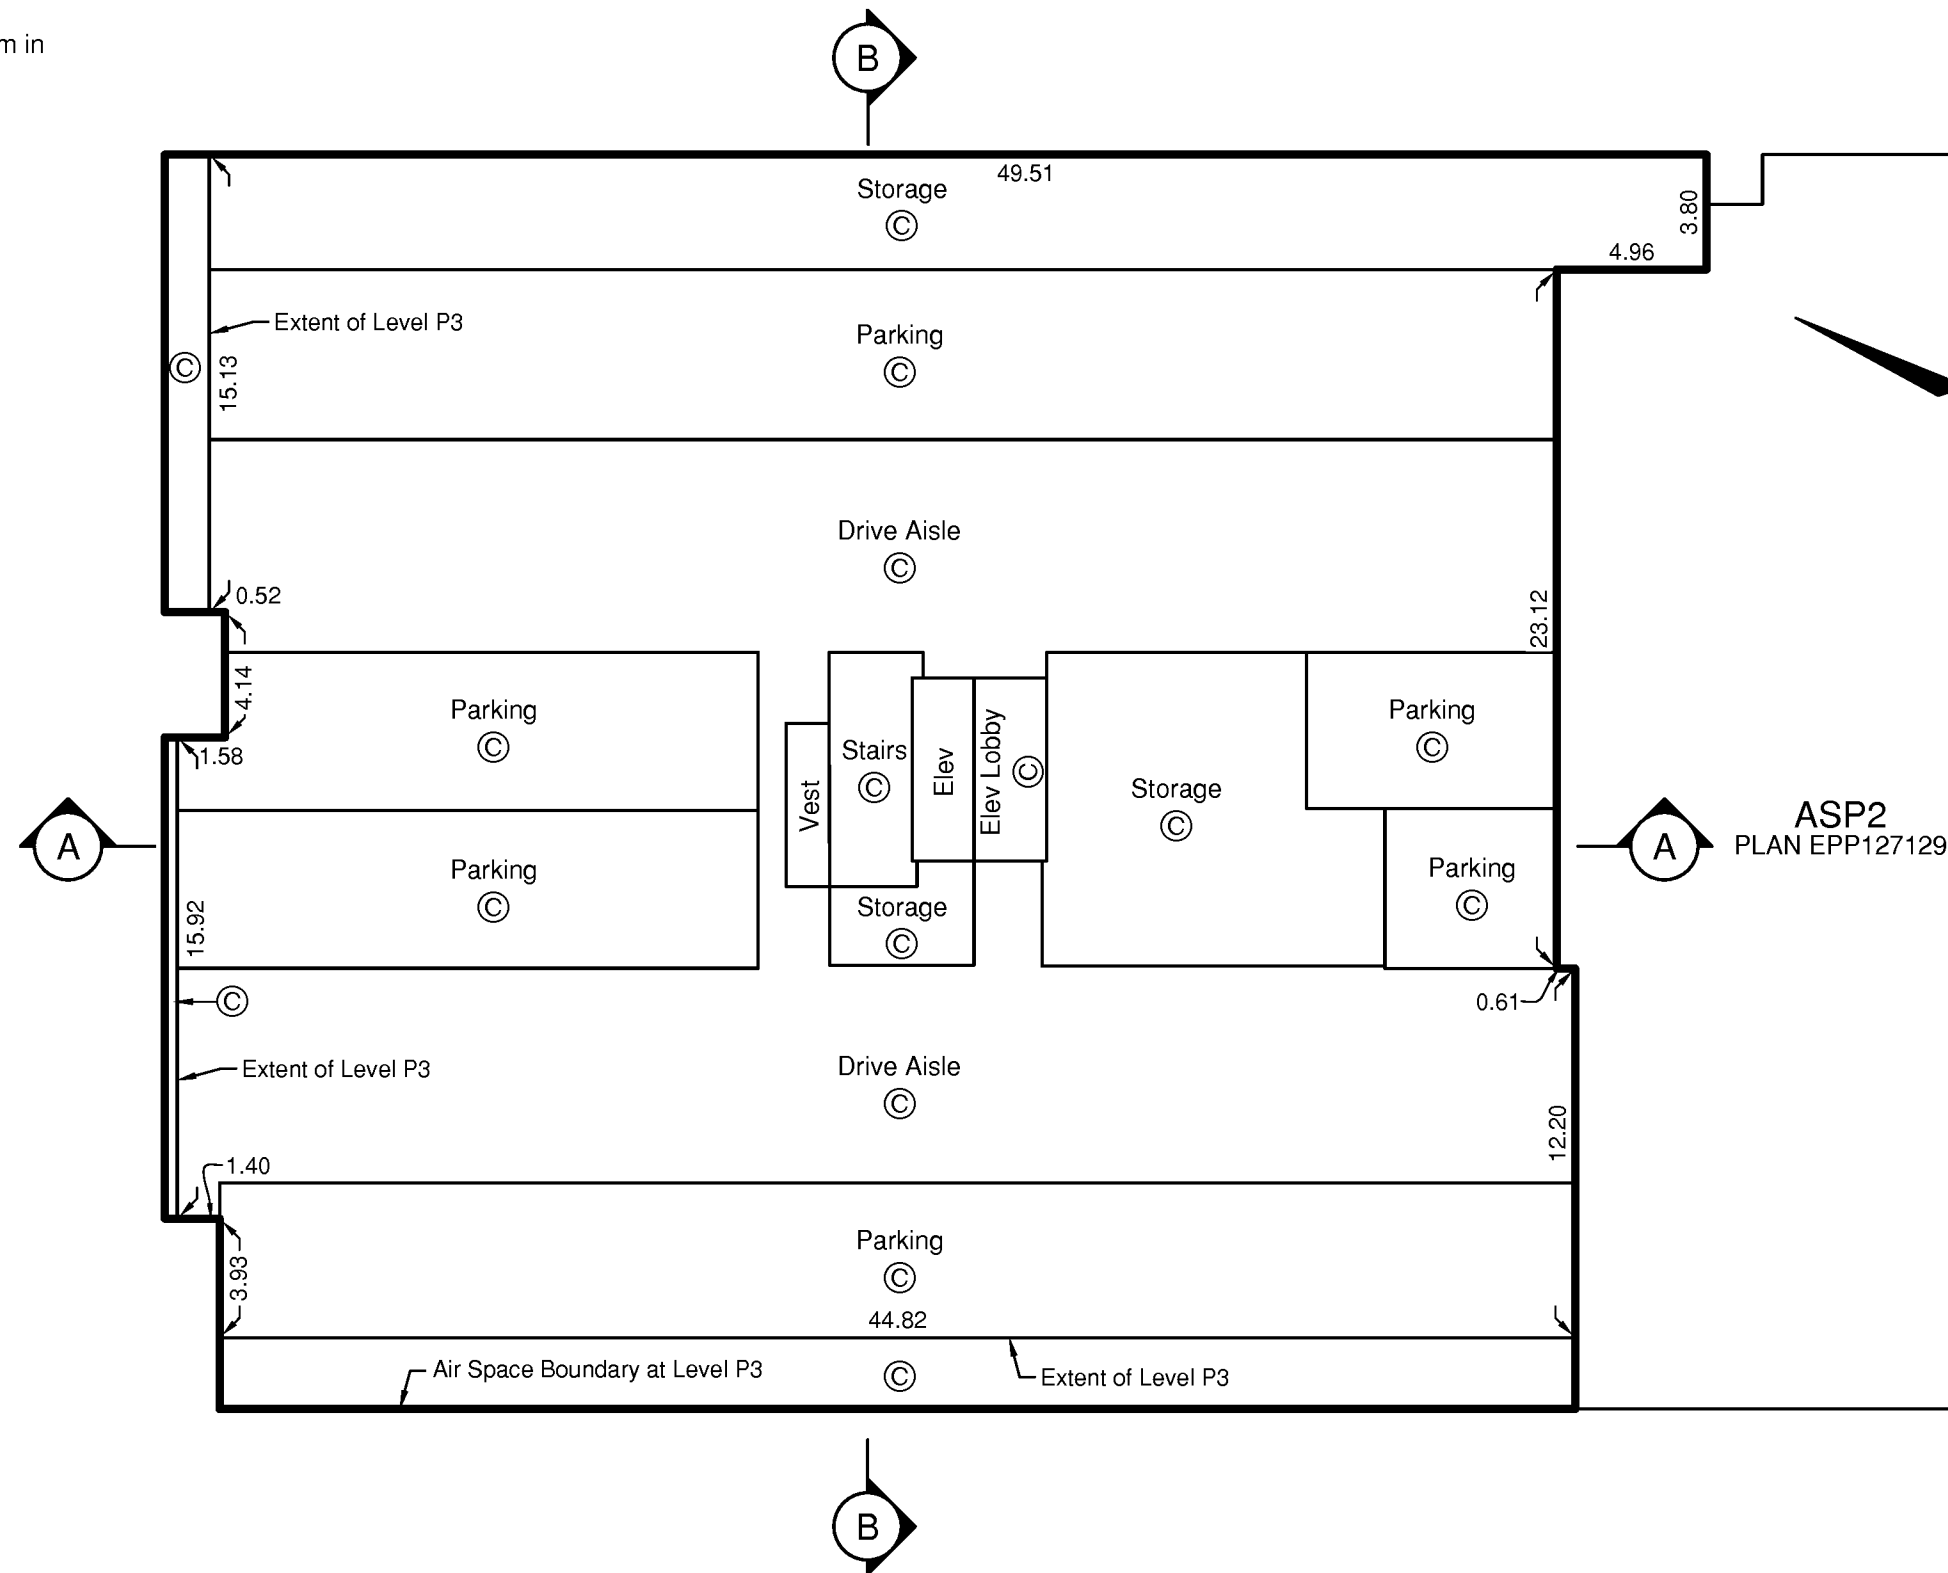 m in
B
49.51
Storage
©
3.80
4.96
Extent of Level P3
Parking
©
©
15.13
Drive Aisle
©
0.52
23.12
4.14
Parking
©
1.58
Stairs
©
Vest
Elev
Elev Lobby
©
Storage
©
Parking
©
A
A
ASP2
PLAN EPP127129
Parking
©
Parking
©
Storage
©
15.92
©
0.61
Extent of Level P3
Drive Aisle
©
12.20
1.40
Parking
©
3.93
44.82
Air Space Boundary at Level P3
©
Extent of Level P3
B